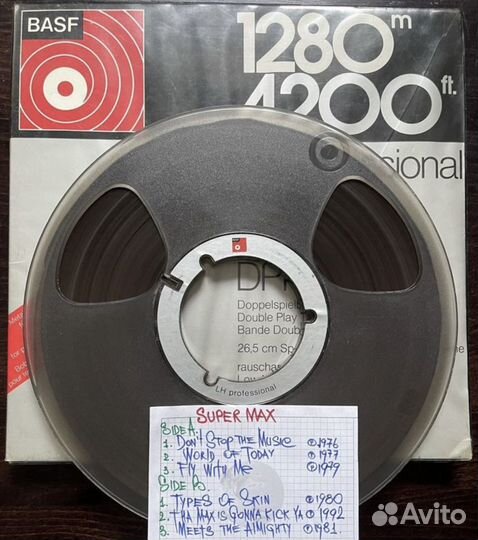 BASF
1280m
4200ft.
sional
DP
Doppelspiel
Double Play T
Bande Doub
26,5 cm Sp
rauschar
LH professional
SUPER MAX
SIDE A.
1. DON'T STOP THE MUSIC ℗1976
2. WORLD OF TODAY ℗1977
3. FLY WITH ME ℗1979
SIDE B.
1. TYPES OF SKIN ℗1980
2. THA MAX IS GONNA KICK YA ℗1992
3. MEETS THE ALMIGHTY ℗1981
Avito